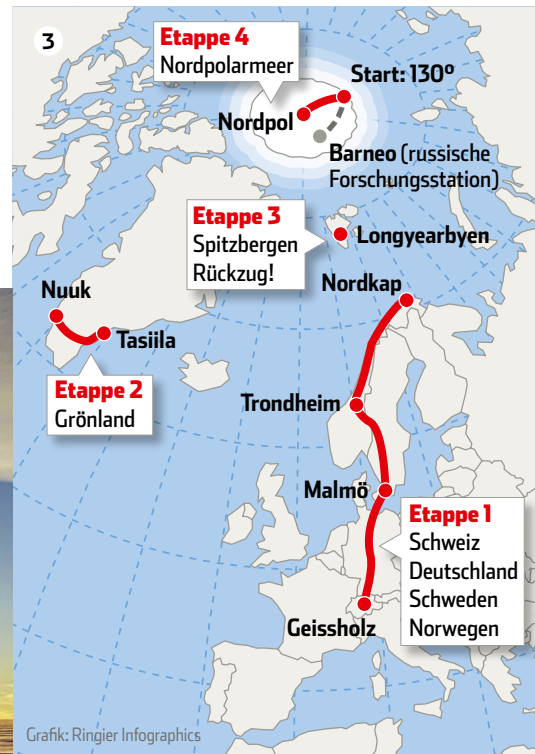 3
Etappe 4
Nordpolarmeer
Start: 130º
Nordpol
Barneo (russische
Forschungsstation)
Etappe 3
Spitzbergen
Rückzug!
Longyearbyen
Nordkap
Nuuk
Tasiila
Etappe 2
Grönland
Trondheim
Malmö
Etappe 1
Schweiz
Deutschland
Schweden
Norwegen
Geissholz
Grafik: Ringier Infographics